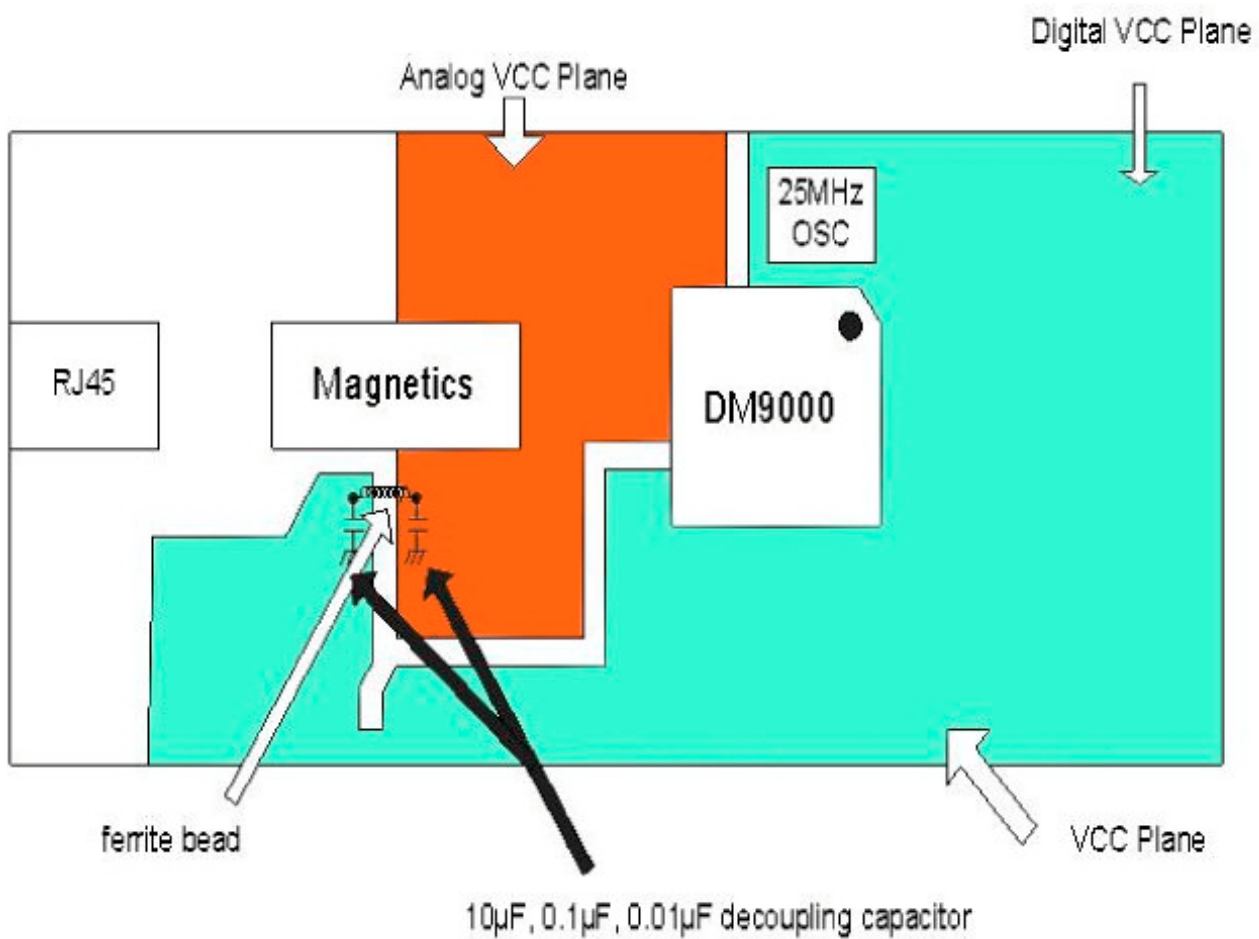 Digital VCC Plane
Analog VCC Plane
25MHz
OSC
RJ45
Magnetics
DM9000
ferrite bead
VCC Plane
10µF, 0.1µF, 0.01µF decoupling capacitor